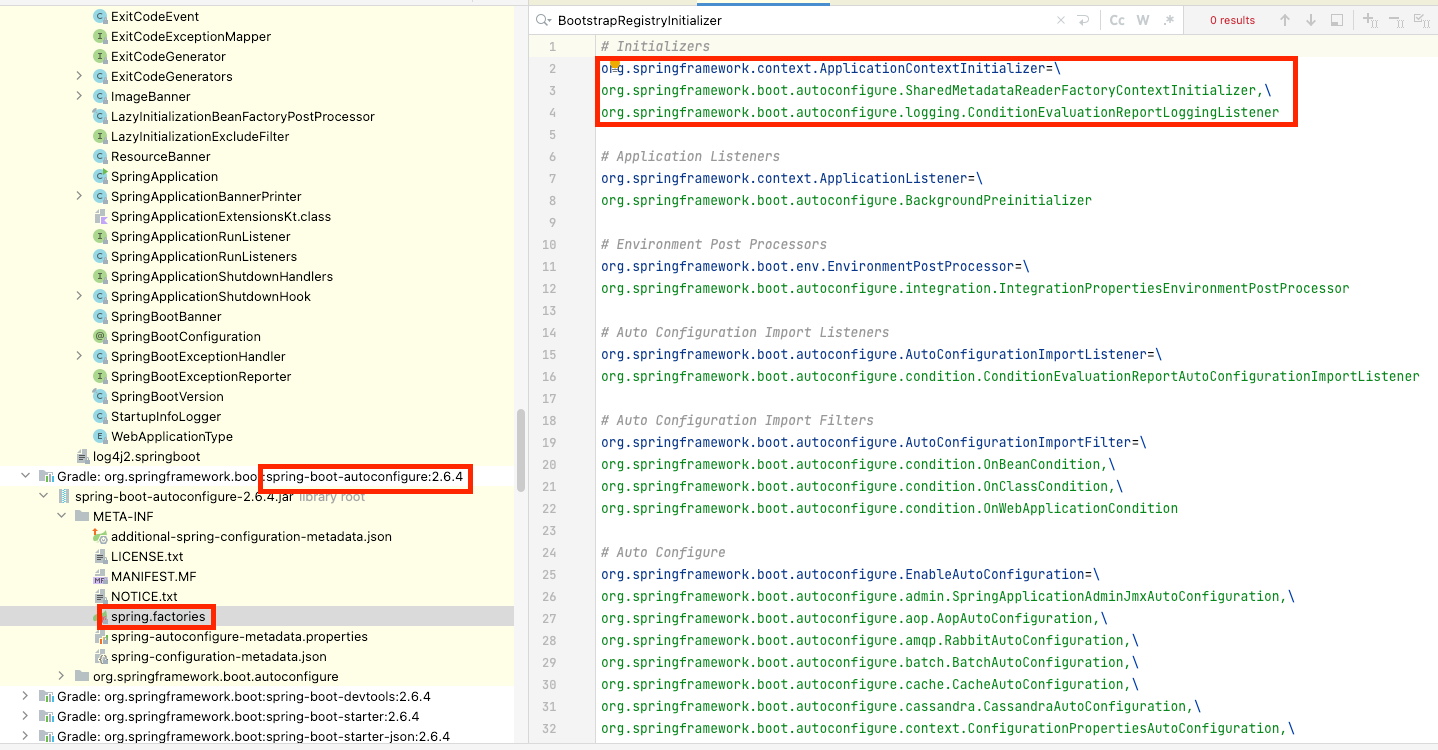 ExitCodeEvent
ExitCodeExceptionMapper
ExitCodeGenerator
ExitCodeGenerators
ImageBanner
LazyInitializationBeanFactoryPostProcessor
LazyInitializationExcludeFilter
ResourceBanner
SpringApplication
SpringApplicationBannerPrinter
SpringApplicationExtensionsKt.class
SpringApplicationRunListener
SpringApplicationRunListeners
SpringApplicationShutdownHandlers
SpringApplicationShutdownHook
SpringBootBanner
SpringBootConfiguration
SpringBootExceptionHandler
SpringBootExceptionReporter
SpringBootVersion
StartupInfoLogger
WebApplicationType
log4j2.springboot
Gradle: org.springframework.boot:spring-boot-autoconfigure:2.6.4
spring-boot-autoconfigure-2.6.4.jar library root
META-INF
additional-spring-configuration-metadata.json
LICENSE.txt
MANIFEST.MF
NOTICE.txt
spring.factories
spring-autoconfigure-metadata.properties
spring-configuration-metadata.json
org.springframework.boot.autoconfigure
Gradle: org.springframework.boot:spring-boot-devtools:2.6.4
Gradle: org.springframework.boot:spring-boot-starter:2.6.4
Gradle: org.springframework.boot:spring-boot-starter-json:2.6.4
BootstrapRegistryInitializer Cc W .* 0 results
1 # Initializers
2 org.springframework.context.ApplicationContextInitializer=\
3 org.springframework.boot.autoconfigure.SharedMetadataReaderFactoryContextInitializer,\
4 org.springframework.boot.autoconfigure.logging.ConditionEvaluationReportLoggingListener
5
6 # Application Listeners
7 org.springframework.context.ApplicationListener=\
8 org.springframework.boot.autoconfigure.BackgroundPreinitializer
9
10 # Environment Post Processors
11 org.springframework.boot.env.EnvironmentPostProcessor=\
12 org.springframework.boot.autoconfigure.integration.IntegrationPropertiesEnvironmentPostProcessor
13
14 # Auto Configuration Import Listeners
15 org.springframework.boot.autoconfigure.AutoConfigurationImportListener=\
16 org.springframework.boot.autoconfigure.condition.ConditionEvaluationReportAutoConfigurationImportListener
17
18 # Auto Configuration Import Filters
19 org.springframework.boot.autoconfigure.AutoConfigurationImportFilter=\
20 org.springframework.boot.autoconfigure.condition.OnBeanCondition,\
21 org.springframework.boot.autoconfigure.condition.OnClassCondition,\
22 org.springframework.boot.autoconfigure.condition.OnWebApplicationCondition
23
24 # Auto Configure
25 org.springframework.boot.autoconfigure.EnableAutoConfiguration=\
26 org.springframework.boot.autoconfigure.admin.SpringApplicationAdminJmxAutoConfiguration,\
27 org.springframework.boot.autoconfigure.aop.AopAutoConfiguration,\
28 org.springframework.boot.autoconfigure.amqp.RabbitAutoConfiguration,\
29 org.springframework.boot.autoconfigure.batch.BatchAutoConfiguration,\
30 org.springframework.boot.autoconfigure.cache.CacheAutoConfiguration,\
31 org.springframework.boot.autoconfigure.cassandra.CassandraAutoConfiguration,\
32 org.springframework.boot.autoconfigure.context.ConfigurationPropertiesAutoConfiguration,\